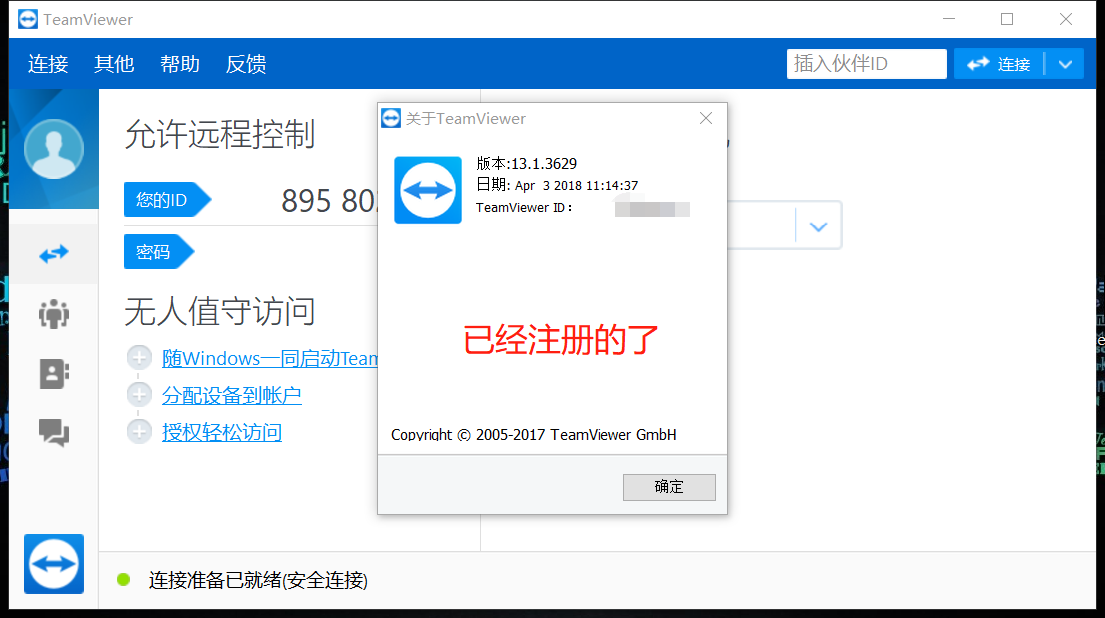 TeamViewer
连接 其他 帮助 反馈
插入伙伴ID
连接
允许远程控制
您的ID
895 80
密码
无人值守访问
随Windows一同启动Team
分配设备到帐户
授权轻松访问
关于TeamViewer
版本:13.1.3629
日期: Apr 3 2018 11:14:37
TeamViewer ID：
已经注册的了
Copyright © 2005-2017 TeamViewer GmbH
确定
连接准备已就绪(安全连接)